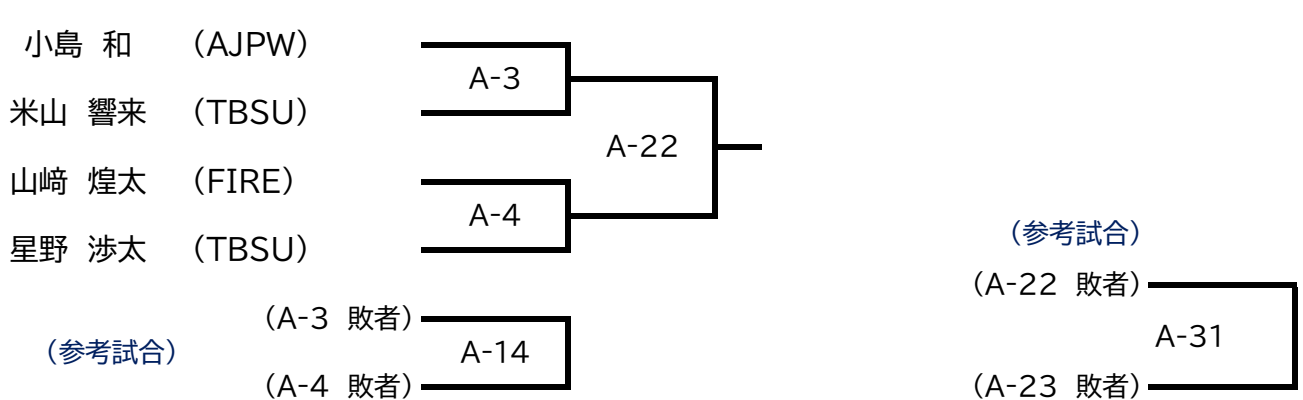 小島 和 （AJPW）
A-3
米山 響来 （TBSU）
A-22
山﨑 煌太 （FIRE）
A-4
星野 渉太 （TBSU）
（A-3 敗者）
（参考試合） A-14
（A-4 敗者）
（参考試合）
（A-22 敗者）
A-31
（A-23 敗者）